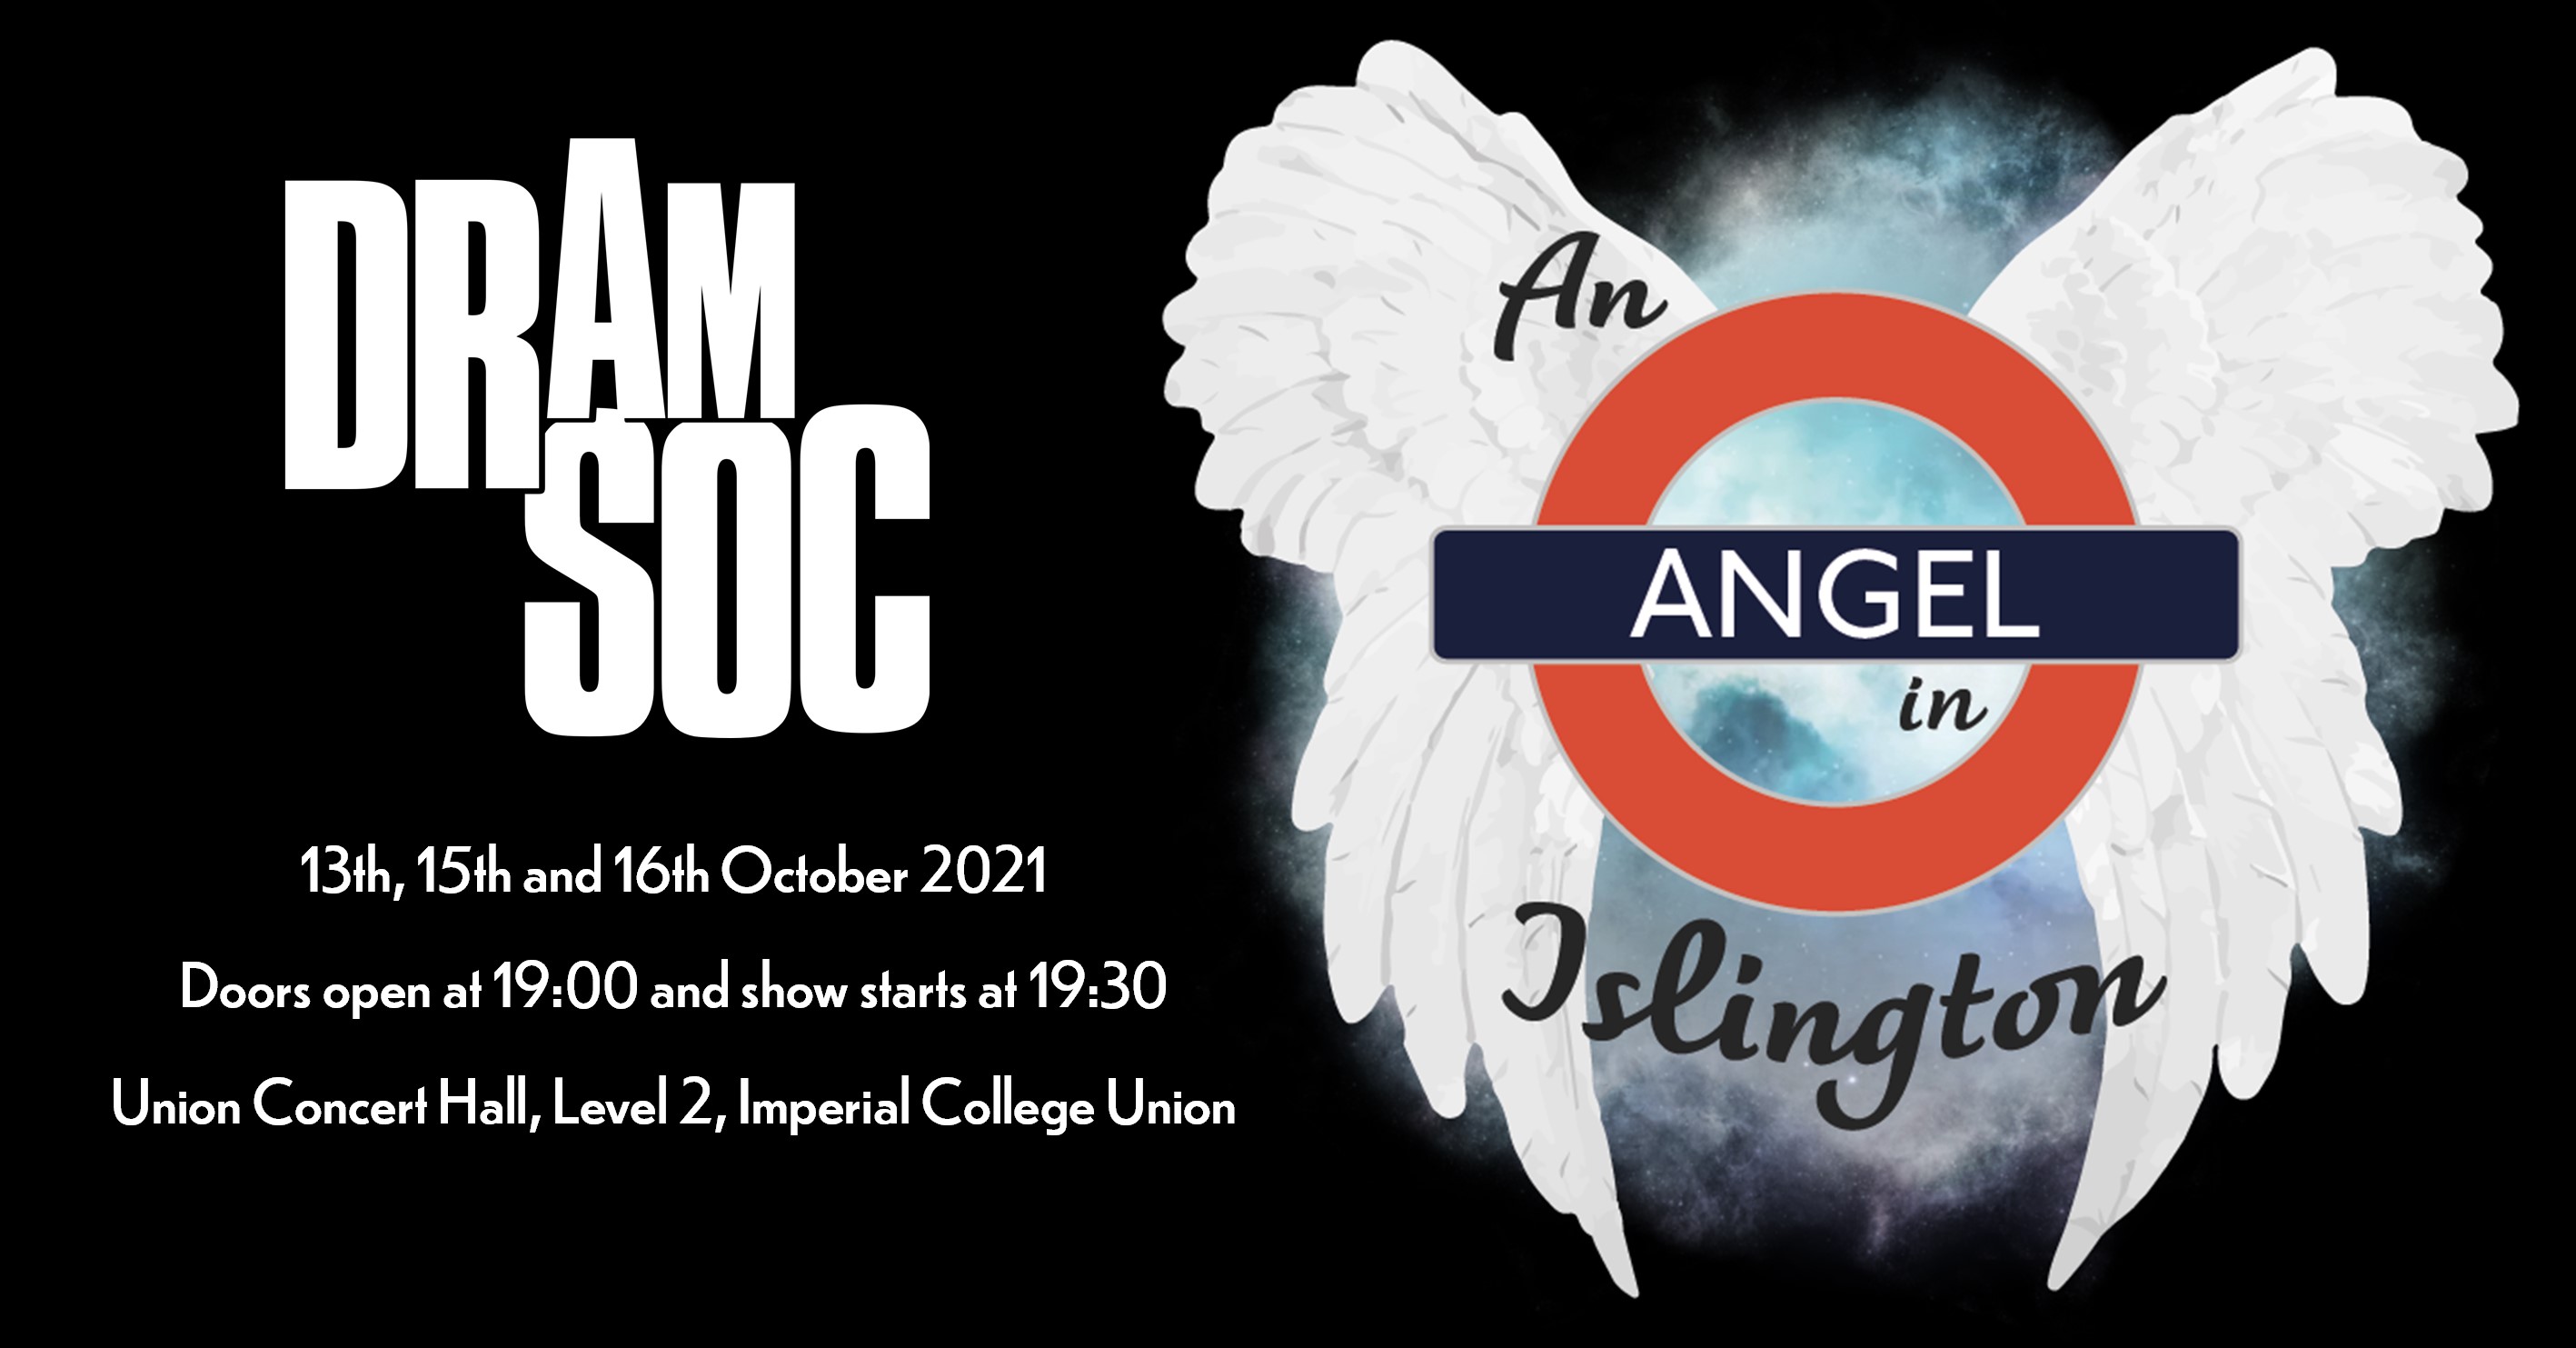 DRAM
SOC
13th, 15th and 16th October 2021
Doors open at 19:00 and show starts at 19:30
Union Concert Hall, Level 2, Imperial College Union
An
ANGEL
in
Islington